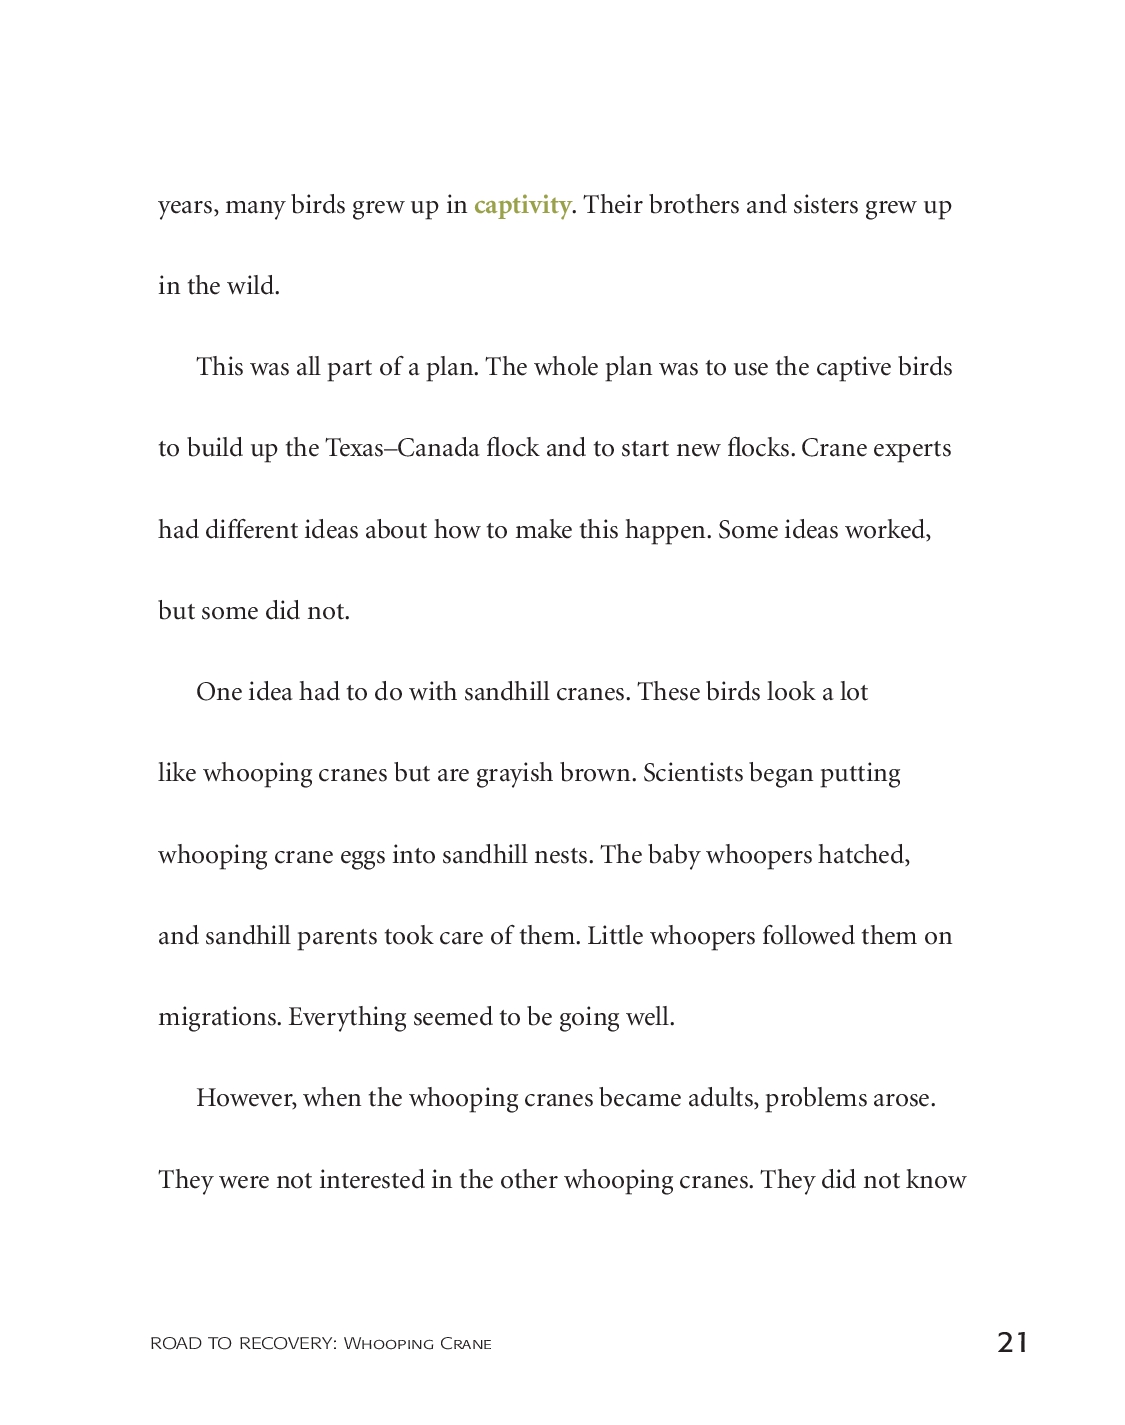 years, many birds grew up in captivity. Their brothers and sisters grew up
in the wild.
This was all part of a plan. The whole plan was to use the captive birds
to build up the Texas–Canada flock and to start new flocks. Crane experts
had different ideas about how to make this happen. Some ideas worked,
but some did not.
One idea had to do with sandhill cranes. These birds look a lot
like whooping cranes but are grayish brown. Scientists began putting
whooping crane eggs into sandhill nests. The baby whoopers hatched,
and sandhill parents took care of them. Little whoopers followed them on
migrations. Everything seemed to be going well.
However, when the whooping cranes became adults, problems arose.
They were not interested in the other whooping cranes. They did not know
ROAD TO RECOVERY: Whooping Crane 21